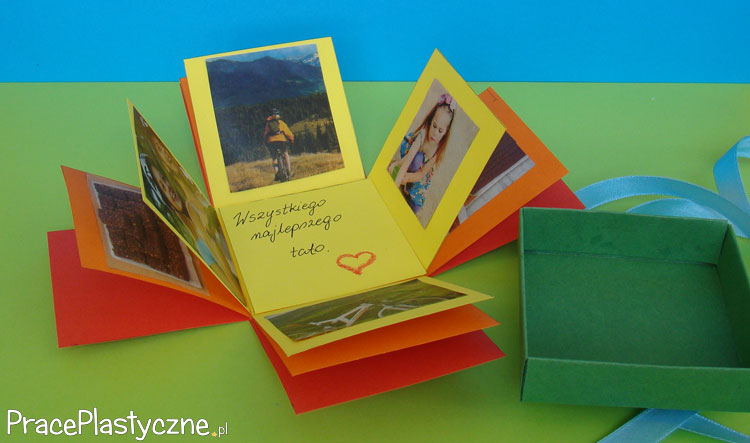 Wszystkiego
najlepszego
tato.
PracePlastyczne.pl